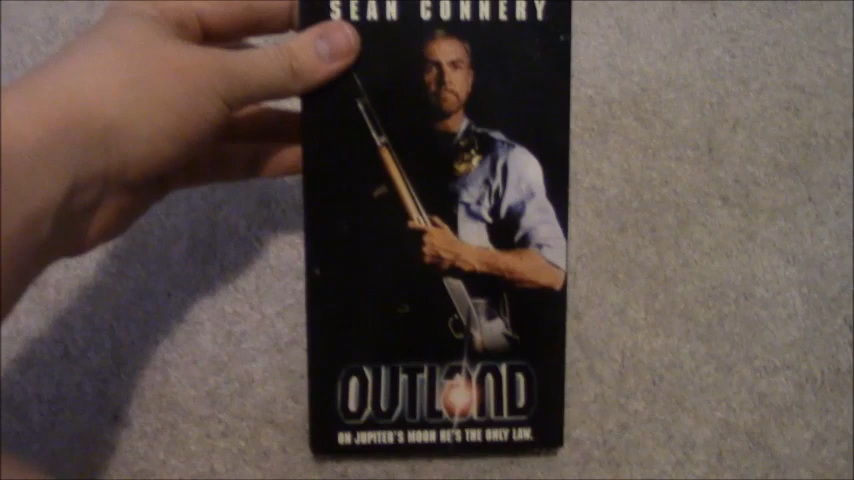 SEAN CONNERY
OUTLAND
ON JUPITER'S MOON HE'S THE ONLY LAW.